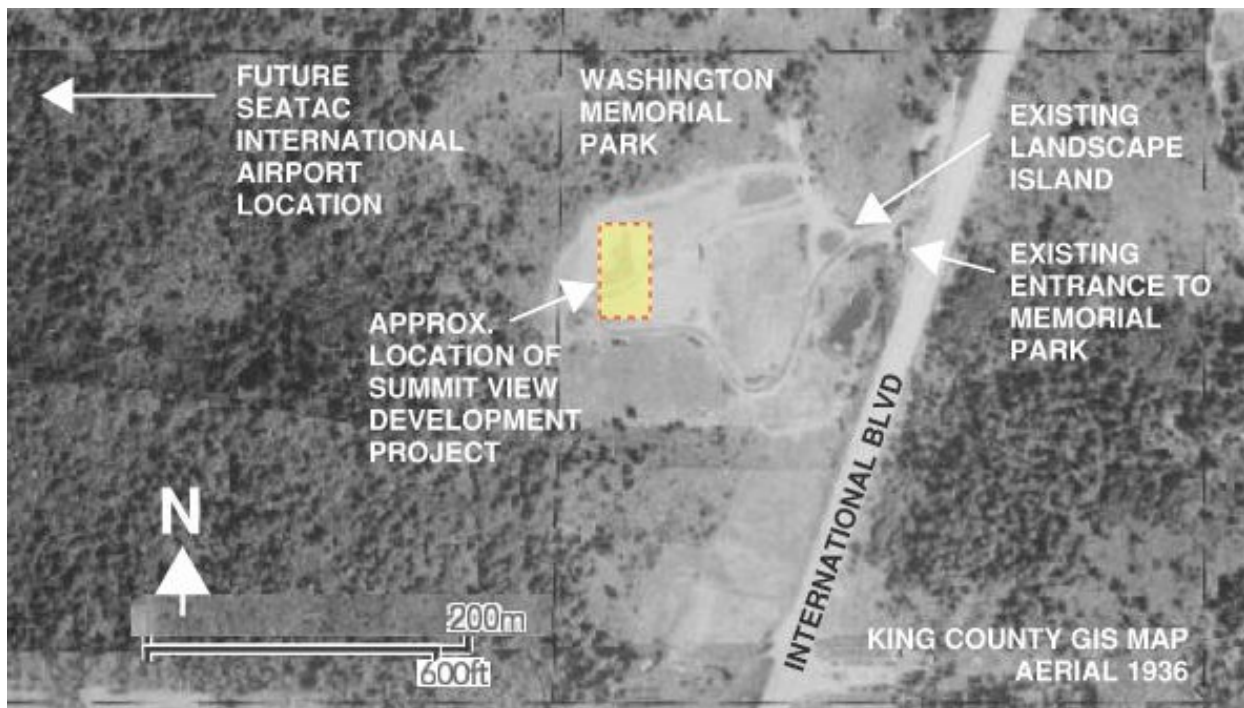 FUTURE
SEATAC
INTERNATIONAL
AIRPORT
LOCATION
WASHINGTON
MEMORIAL
PARK
EXISTING
LANDSCAPE
ISLAND
EXISTING
ENTRANCE TO
MEMORIAL
PARK
APPROX.
LOCATION OF
SUMMIT VIEW
DEVELOPMENT
PROJECT
INTERNATIONAL BLVD
N
200m
600ft
KING COUNTY GIS MAP
AERIAL 1936